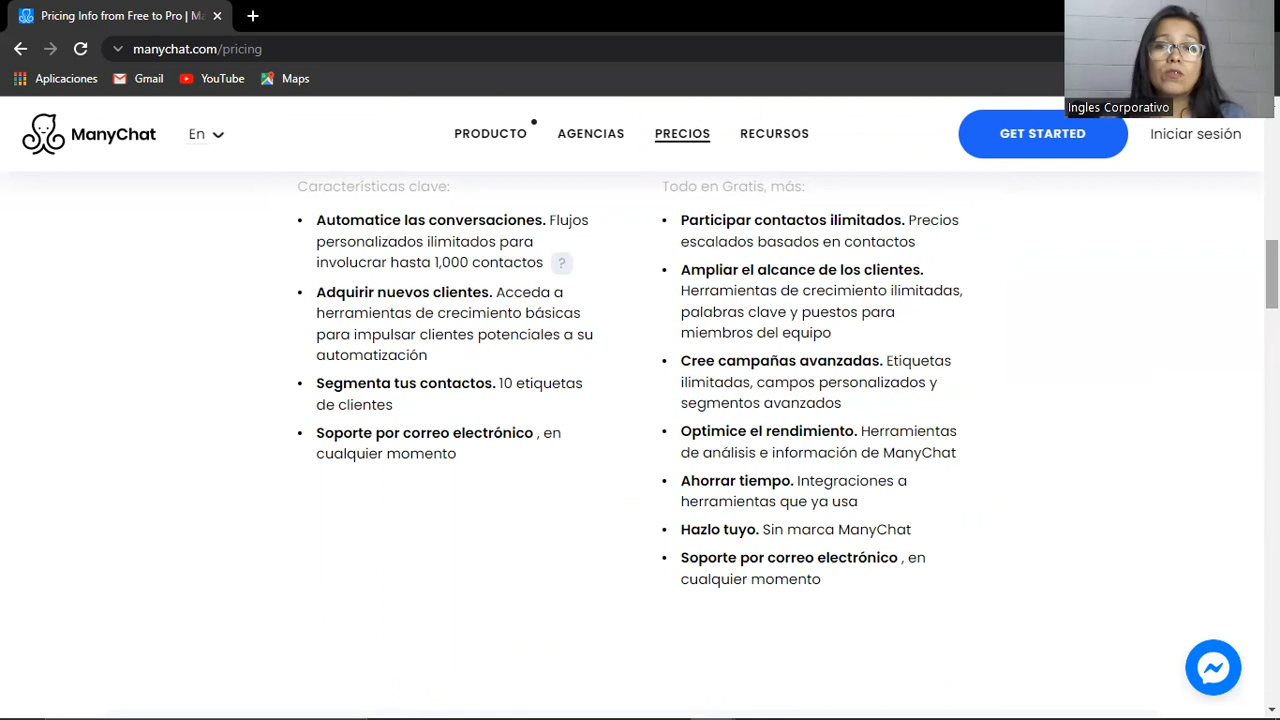 Pricing Info from Free to Pro | Ma
manychat.com/pricing
Aplicaciones
Gmail
YouTube
Maps
Ingles Corporativo
ManyChat
En
PRODUCTO
AGENCIAS
PRECIOS
RECURSOS
GET STARTED
Iniciar sesión
Características clave:
• Automatice las conversaciones. Flujos
personalizados ilimitados para
involucrar hasta 1,000 contactos ?
• Adquirir nuevos clientes. Acceda a
herramientas de crecimiento básicas
para impulsar clientes potenciales a su
automatización
• Segmenta tus contactos. 10 etiquetas
de clientes
• Soporte por correo electrónico , en
cualquier momento
Todo en Gratis, más:
• Participar contactos ilimitados. Precios
escalados basados en contactos
• Ampliar el alcance de los clientes.
Herramientas de crecimiento ilimitadas,
palabras clave y puestos para
miembros del equipo
• Cree campañas avanzadas. Etiquetas
ilimitadas, campos personalizados y
segmentos avanzados
• Optimice el rendimiento. Herramientas
de análisis e información de ManyChat
• Ahorrar tiempo. Integraciones a
herramientas que ya usa
• Hazlo tuyo. Sin marca ManyChat
• Soporte por correo electrónico , en
cualquier momento